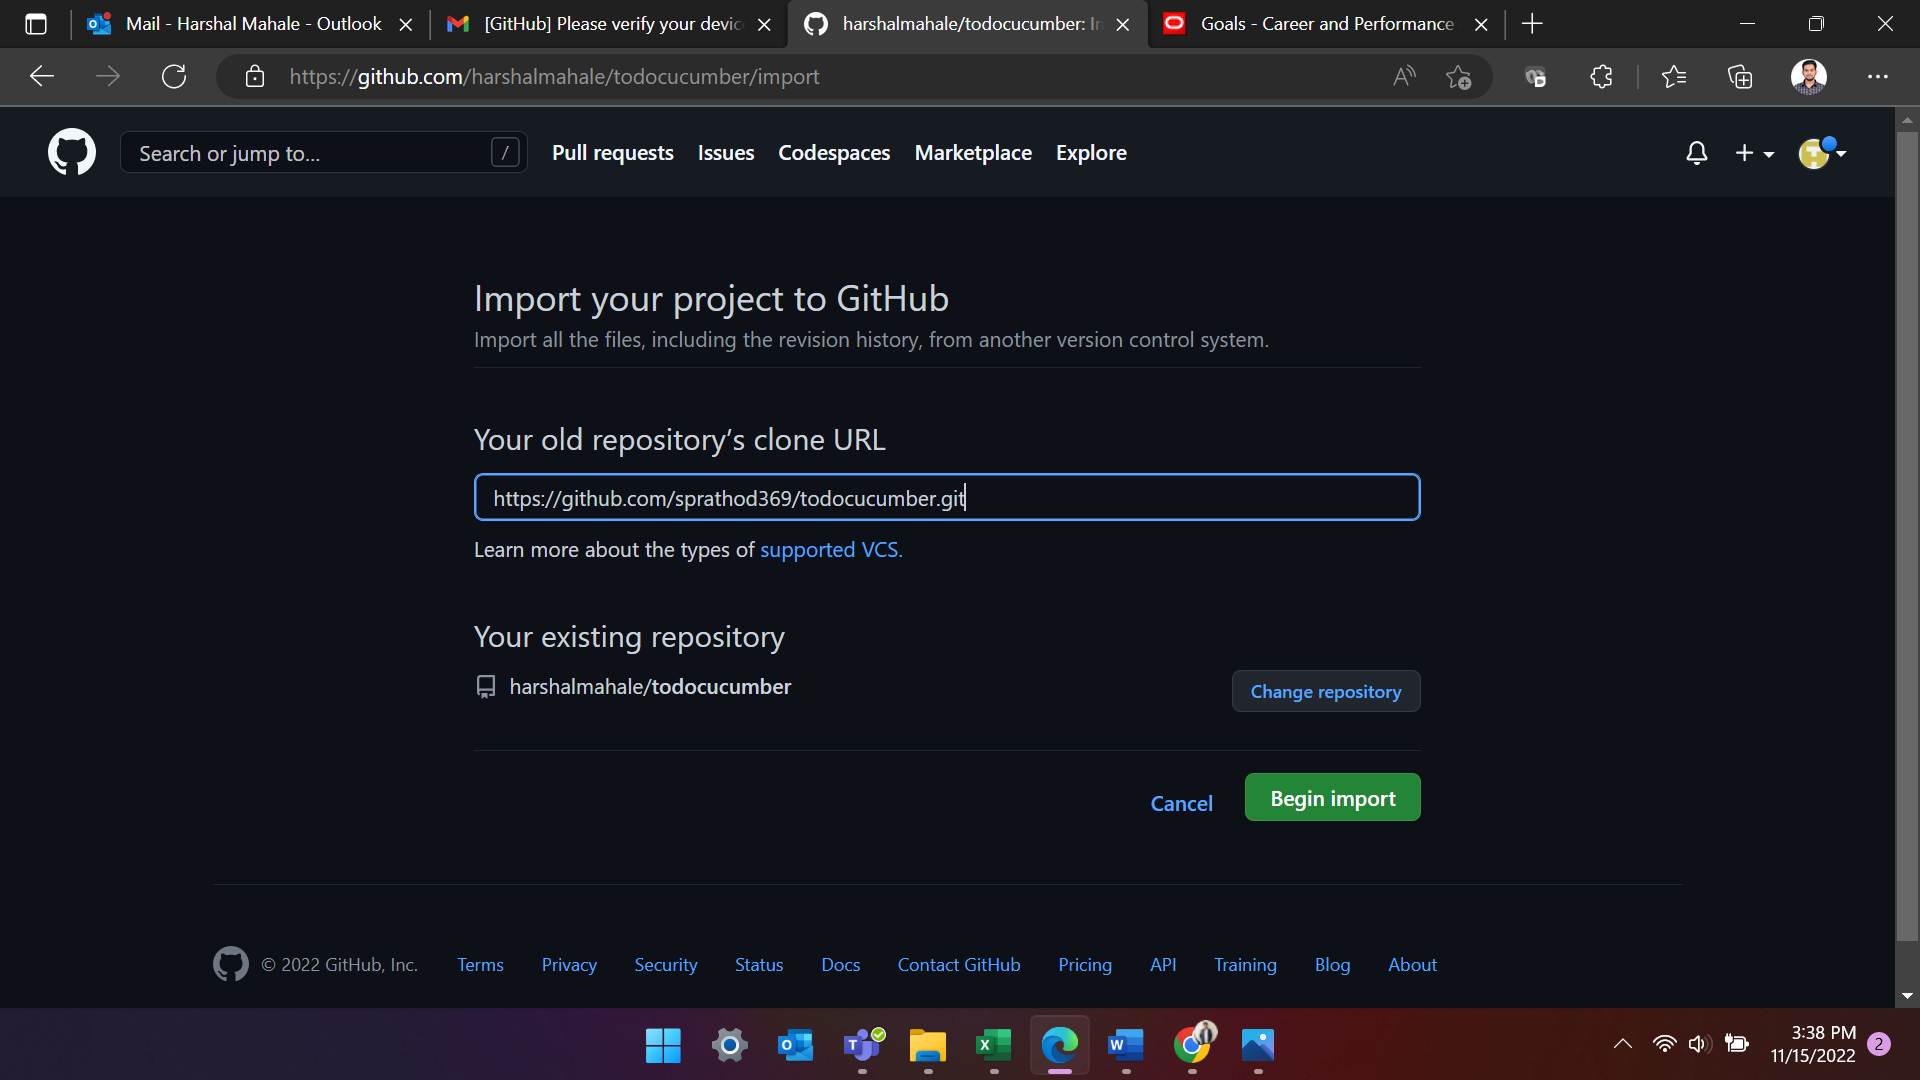 Mail - Harshal Mahale - Outlook
[GitHub] Please verify your devic
harshalmahale/todocucumber: In
Goals - Career and Performance
https://github.com/harshalmahale/todocucumber/import
Search or jump to... /
Pull requests Issues Codespaces Marketplace Explore
Import your project to GitHub
Import all the files, including the revision history, from another version control system.
Your old repository’s clone URL
https://github.com/sprathod369/todocucumber.git
Learn more about the types of supported VCS.
Your existing repository
harshalmahale/todocucumber
Change repository
Cancel Begin import
© 2022 GitHub, Inc. Terms Privacy Security Status Docs Contact GitHub Pricing API Training Blog About
3:38 PM
11/15/2022
2